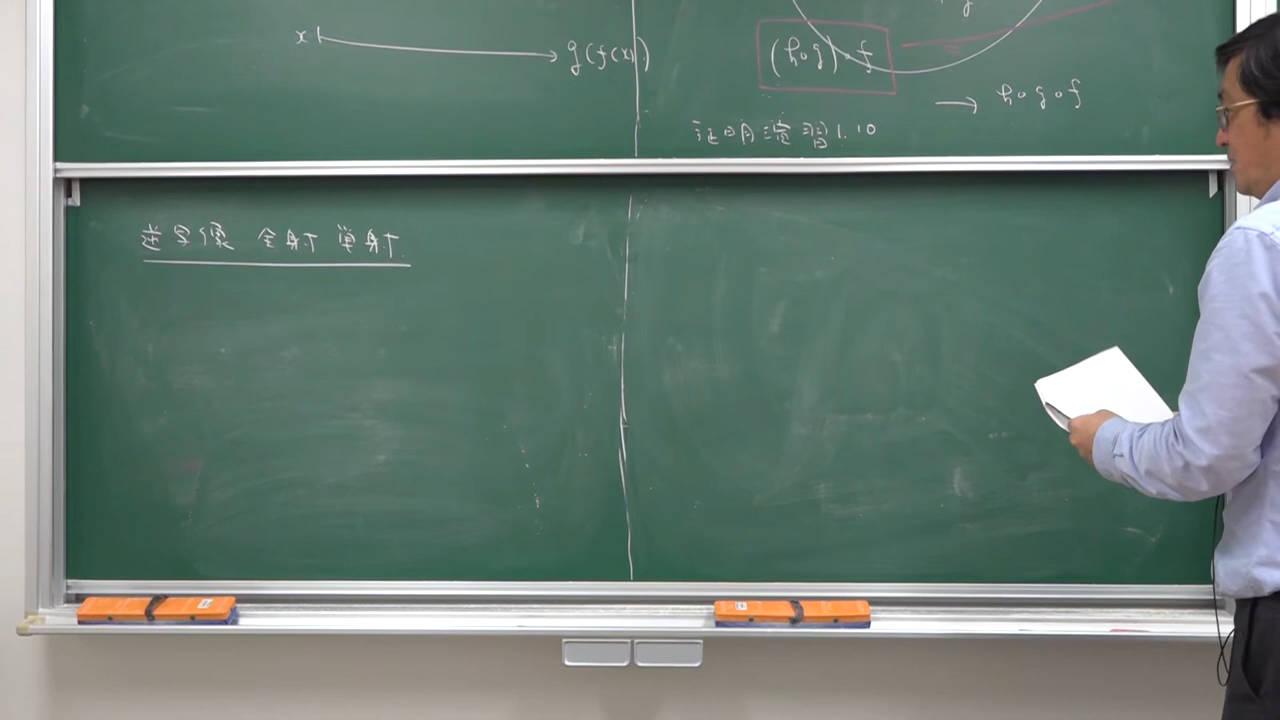 x ↦ g(f(x))
g
(h∘g)∘f
→ h∘g∘f
証明演習1.10
逆写像 全射 単射